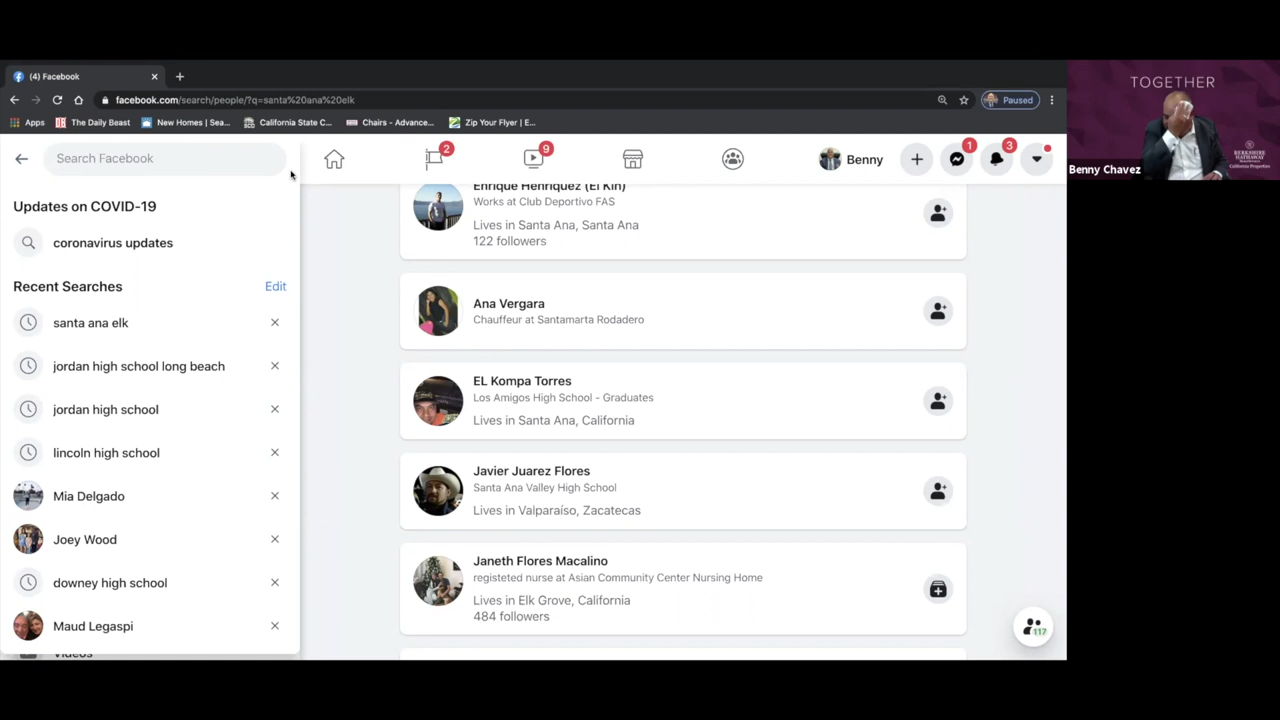 (4) Facebook
facebook.com/search/people/?q=santa%20ana%20elk
Paused
Apps
The Daily Beast
New Homes | Sea...
California State C...
Chairs - Advance...
Zip Your Flyer | E...
Search Facebook
2
9
Benny
1
3
Updates on COVID-19
coronavirus updates
Recent Searches
Edit
santa ana elk
jordan high school long beach
jordan high school
lincoln high school
Mia Delgado
Joey Wood
downey high school
Maud Legaspi
Videos
Enrique Henriquez (El Kin)
Works at Club Deportivo FAS
Lives in Santa Ana, Santa Ana
122 followers
Ana Vergara
Chauffeur at Santamarta Rodadero
EL Kompa Torres
Los Amigos High School - Graduates
Lives in Santa Ana, California
Javier Juarez Flores
Santa Ana Valley High School
Lives in Valparaíso, Zacatecas
Janeth Flores Macalino
registeted nurse at Asian Community Center Nursing Home
Lives in Elk Grove, California
484 followers
117
TOGETHER
BERKSHIRE
HATHAWAY
California Properties
Benny Chavez